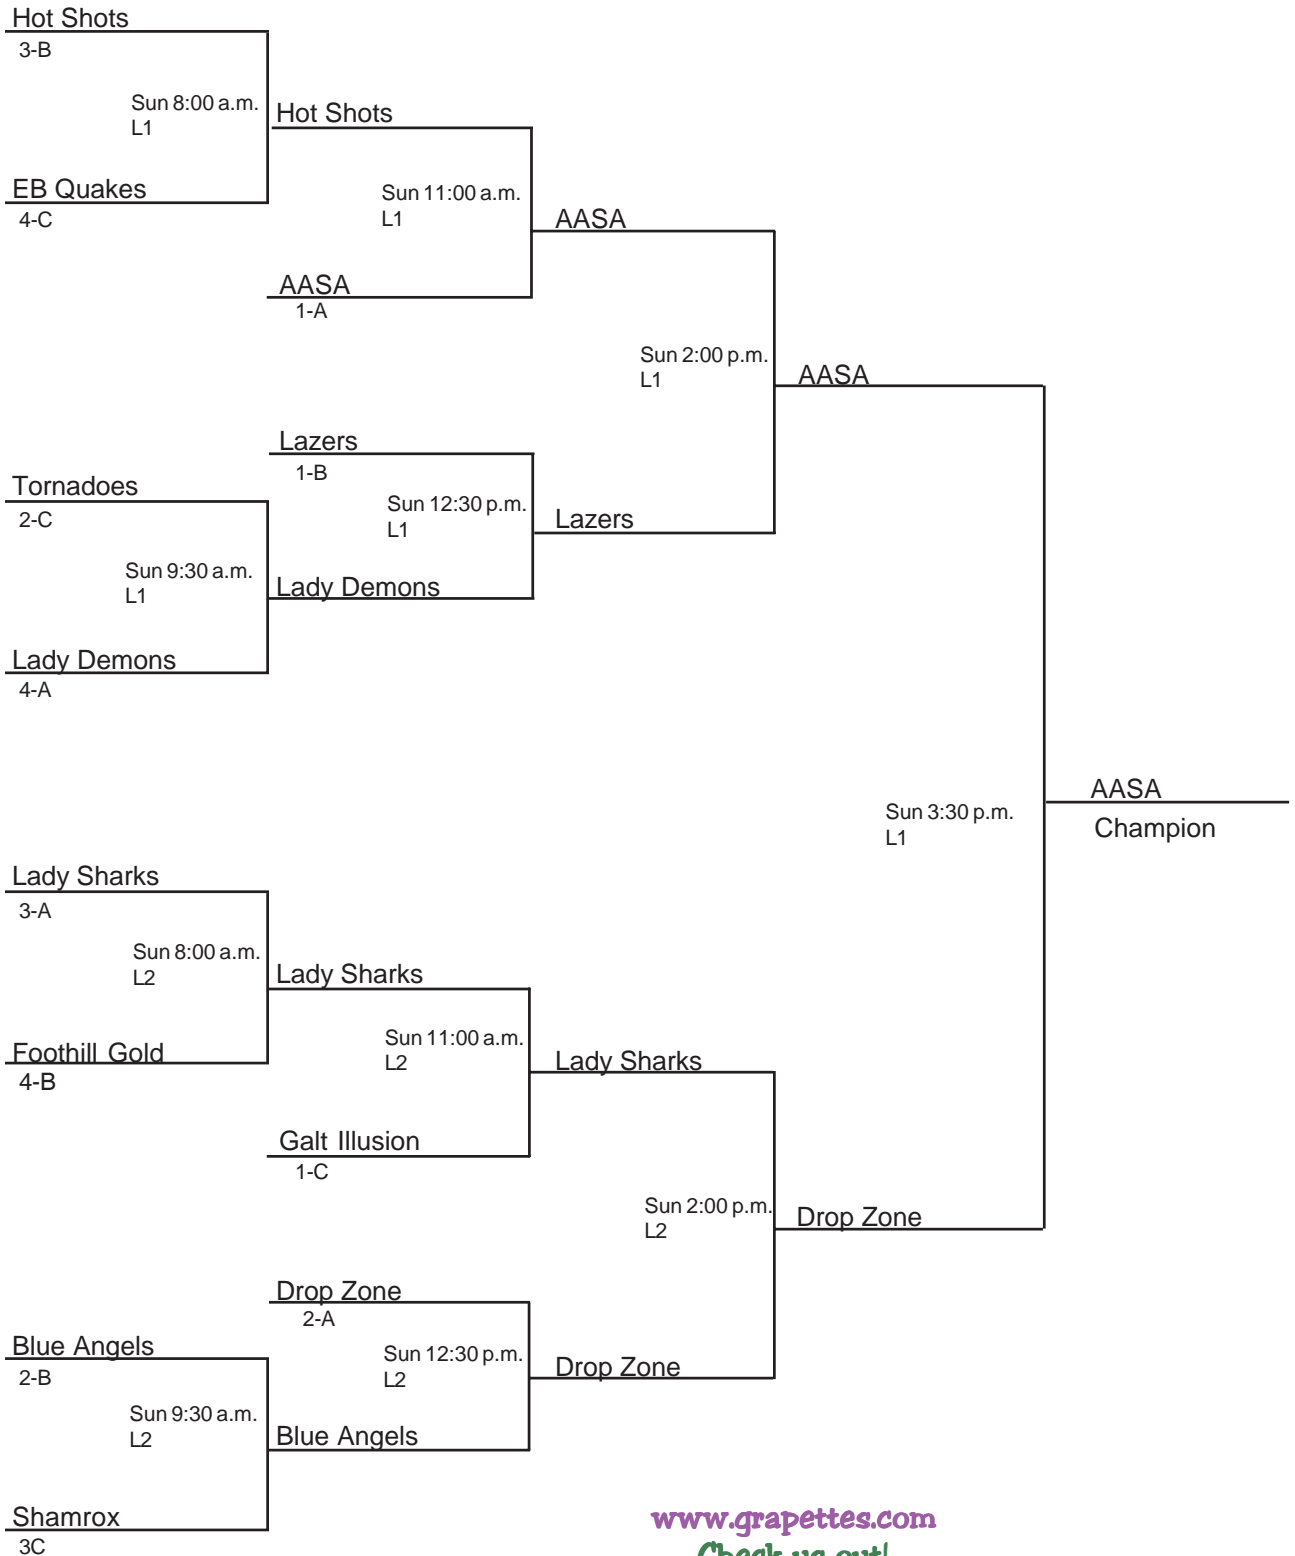 Hot Shots
3-B
Sun 8:00 a.m.
L1
Hot Shots
EB Quakes
4-C
Sun 11:00 a.m.
L1
AASA
AASA
1-A
Sun 2:00 p.m.
L1
AASA
Lazers
1-B
Tornadoes
2-C
Sun 12:30 p.m.
L1
Lazers
Sun 9:30 a.m.
L1
Lady Demons
Lady Demons
4-A
AASA
Sun 3:30 p.m.
L1
Champion
Lady Sharks
3-A
Sun 8:00 a.m.
L2
Lady Sharks
Foothill Gold
4-B
Sun 11:00 a.m.
L2
Lady Sharks
Galt Illusion
1-C
Sun 2:00 p.m.
L2
Drop Zone
Drop Zone
2-A
Blue Angels
2-B
Sun 12:30 p.m.
L2
Drop Zone
Sun 9:30 a.m.
L2
Blue Angels
Shamrox
3C
www.grapettes.com
Check us out!